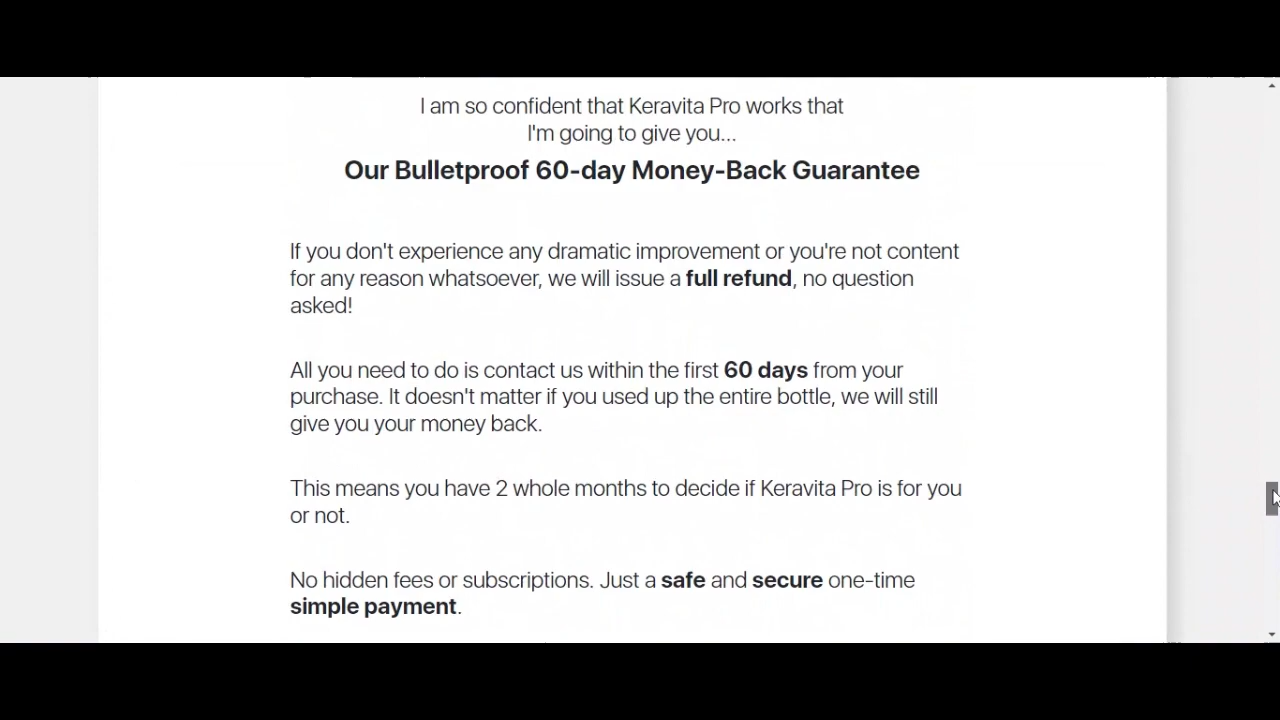 I am so confident that Keravita Pro works that
I'm going to give you...
Our Bulletproof 60-day Money-Back Guarantee
If you don't experience any dramatic improvement or you're not content
for any reason whatsoever, we will issue a full refund, no question
asked!
All you need to do is contact us within the first 60 days from your
purchase. It doesn't matter if you used up the entire bottle, we will still
give you your money back.
This means you have 2 whole months to decide if Keravita Pro is for you
or not.
No hidden fees or subscriptions. Just a safe and secure one-time
simple payment.